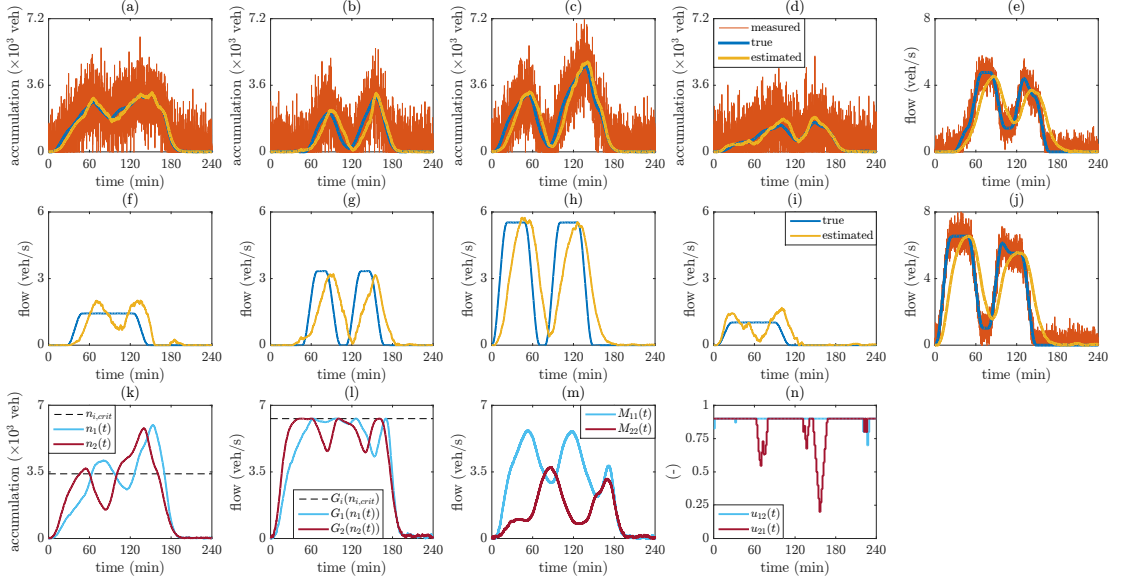 (a)
accumulation (×10³ veh)
7.2
3.6
0
0 60 120 180 240
time (min)
(b)
accumulation (×10³ veh)
7.2
3.6
0
0 60 120 180 240
time (min)
(c)
accumulation (×10³ veh)
7.2
3.6
0
0 60 120 180 240
time (min)
(d)
accumulation (×10³ veh)
7.2
3.6
0
measured
true
estimated
0 60 120 180 240
time (min)
(e)
flow (veh/s)
8
4
0
0 60 120 180 240
time (min)
(f)
flow (veh/s)
6
3
0
0 60 120 180 240
time (min)
(g)
flow (veh/s)
6
3
0
0 60 120 180 240
time (min)
(h)
flow (veh/s)
6
3
0
0 60 120 180 240
time (min)
(i)
flow (veh/s)
6
3
0
true
estimated
0 60 120 180 240
time (min)
(j)
flow (veh/s)
8
4
0
0 60 120 180 240
time (min)
(k)
accumulation (×10³ veh)
7
3.5
0
n_{i,crit}
n₁(t)
n₂(t)
0 60 120 180 240
time (min)
(l)
flow (veh/s)
7
3.5
0
G_i(n_{i,crit})
G₁(n₁(t))
G₂(n₂(t))
0 60 120 180 240
time (min)
(m)
flow (veh/s)
7
3.5
0
M₁₁(t)
M₂₂(t)
0 60 120 180 240
time (min)
(n)
(-)
1
0.75
0.5
0.25
0
u₁₂(t)
u₂₁(t)
0 60 120 180 240
time (min)